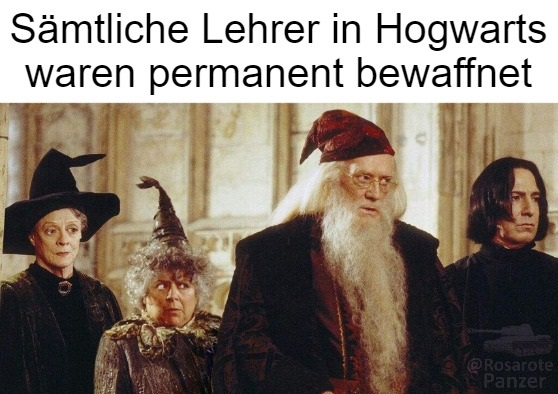 Sämtliche Lehrer in Hogwarts
waren permanent bewaffnet
@Rosarote
Panzer